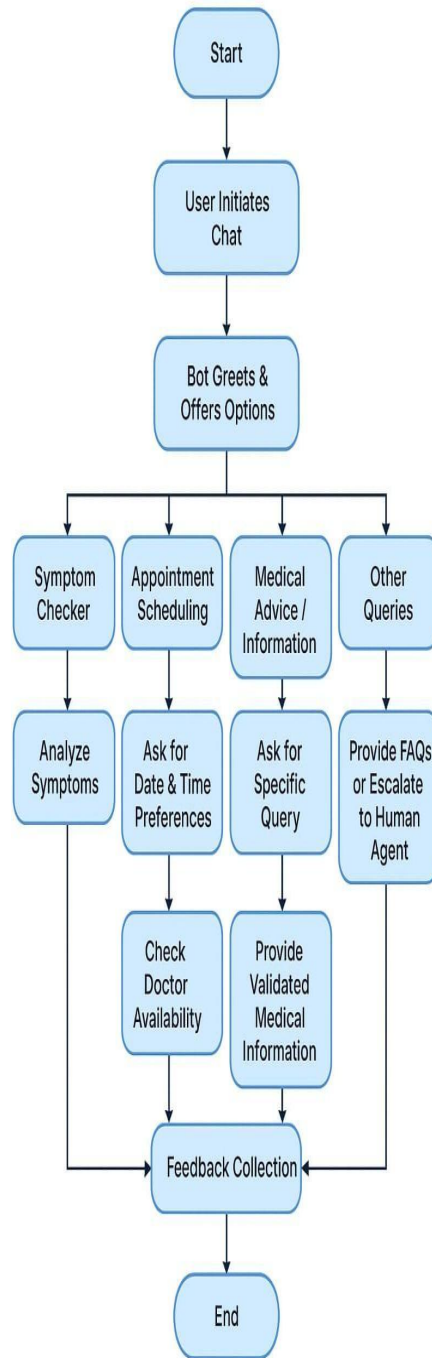 Start
User Initiates
Chat
Bot Greets &
Offers Options
Symptom
Checker
Appointment
Scheduling
Medical
Advice /
Information
Other
Queries
Analyze
Symptoms
Ask for
Date & Time
Preferences
Ask for
Specific
Query
Provide FAQs
or Escalate
to Human
Agent
Check
Doctor
Availability
Provide
Validated
Medical
Information
Feedback Collection
End